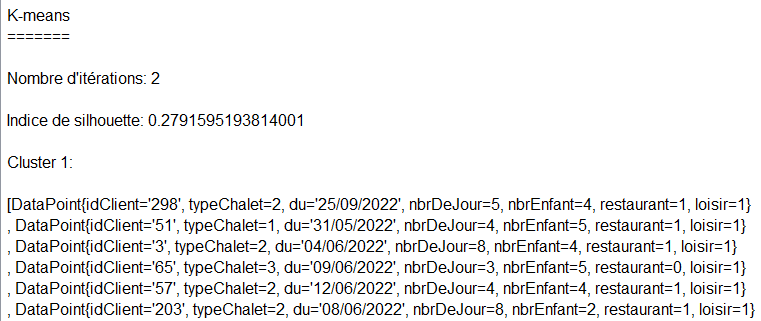 K-means
=======
Nombre d'itérations: 2
Indice de silhouette: 0.2791595193814001
Cluster 1:
[DataPoint{idClient='298', typeChalet=2, du='25/09/2022', nbrDeJour=5, nbrEnfant=4, restaurant=1, loisir=1}
, DataPoint{idClient='51', typeChalet=1, du='31/05/2022', nbrDeJour=4, nbrEnfant=5, restaurant=1, loisir=1}
, DataPoint{idClient='3', typeChalet=2, du='04/06/2022', nbrDeJour=8, nbrEnfant=4, restaurant=1, loisir=1}
, DataPoint{idClient='65', typeChalet=3, du='09/06/2022', nbrDeJour=3, nbrEnfant=5, restaurant=0, loisir=1}
, DataPoint{idClient='57', typeChalet=2, du='12/06/2022', nbrDeJour=4, nbrEnfant=4, restaurant=1, loisir=1}
, DataPoint{idClient='203', typeChalet=2, du='08/06/2022', nbrDeJour=8, nbrEnfant=2, restaurant=1, loisir=1}